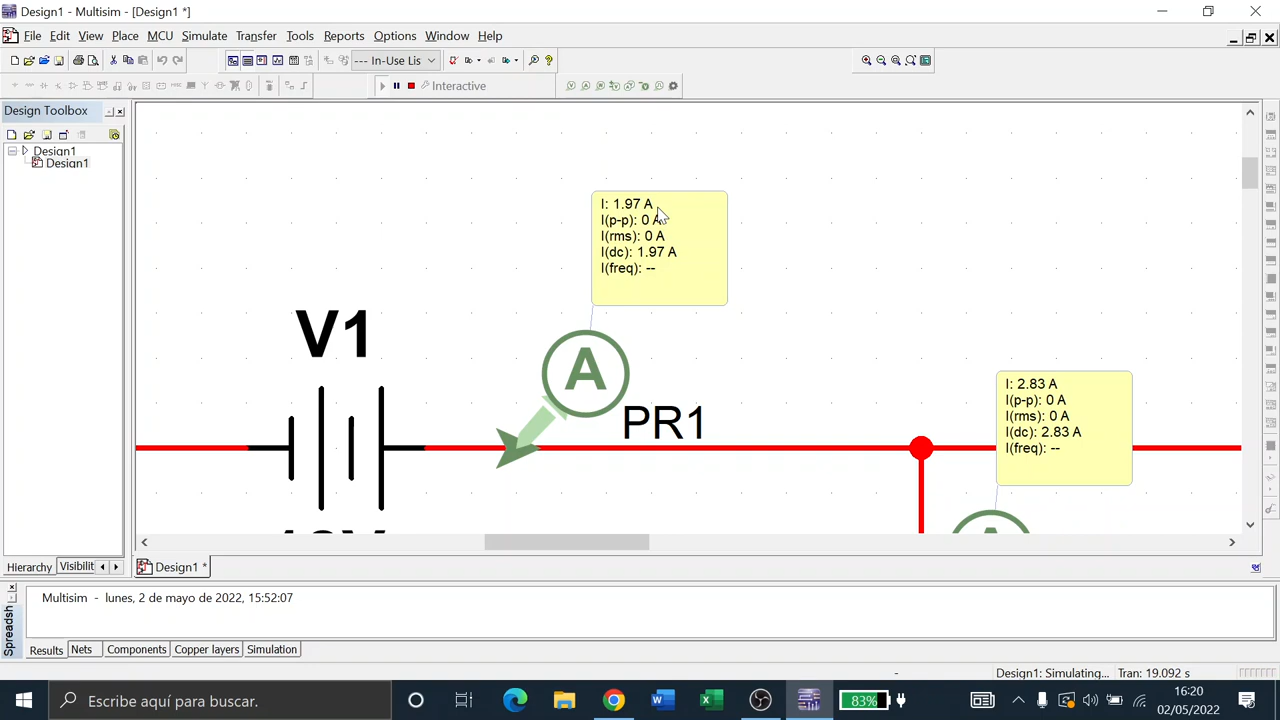 Design1 - Multisim - [Design1 *]
File Edit View Place MCU Simulate Transfer Tools Reports Options Window Help
--- In-Use Lis
Interactive
Design Toolbox
Design1
Design1
I: 1.97 A
I(p-p): 0 A
I(rms): 0 A
I(dc): 1.97 A
I(freq): --
V1
A
PR1
I: 2.83 A
I(p-p): 0 A
I(rms): 0 A
I(dc): 2.83 A
I(freq): --
Hierarchy Visibilit
Design1 *
Spreadsh
Multisim - lunes, 2 de mayo de 2022, 15:52:07
Results Nets Components Copper layers Simulation
- Design1: Simulating... Tran: 19.092 s
Escribe aquí para buscar.
83%
16:20
02/05/2022